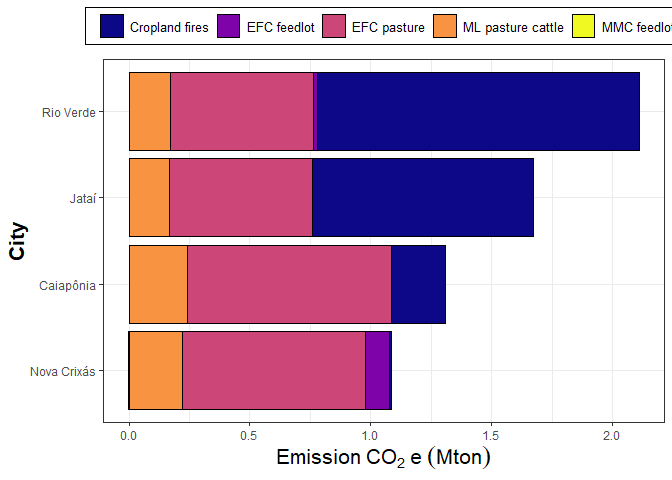 Cropland fires EFC feedlot EFC pasture ML pasture cattle MMC feedlot
Rio Verde
Jataí
Caiapônia
Nova Crixás
City
0.0 0.5 1.0 1.5 2.0
Emission CO₂ e (Mton)